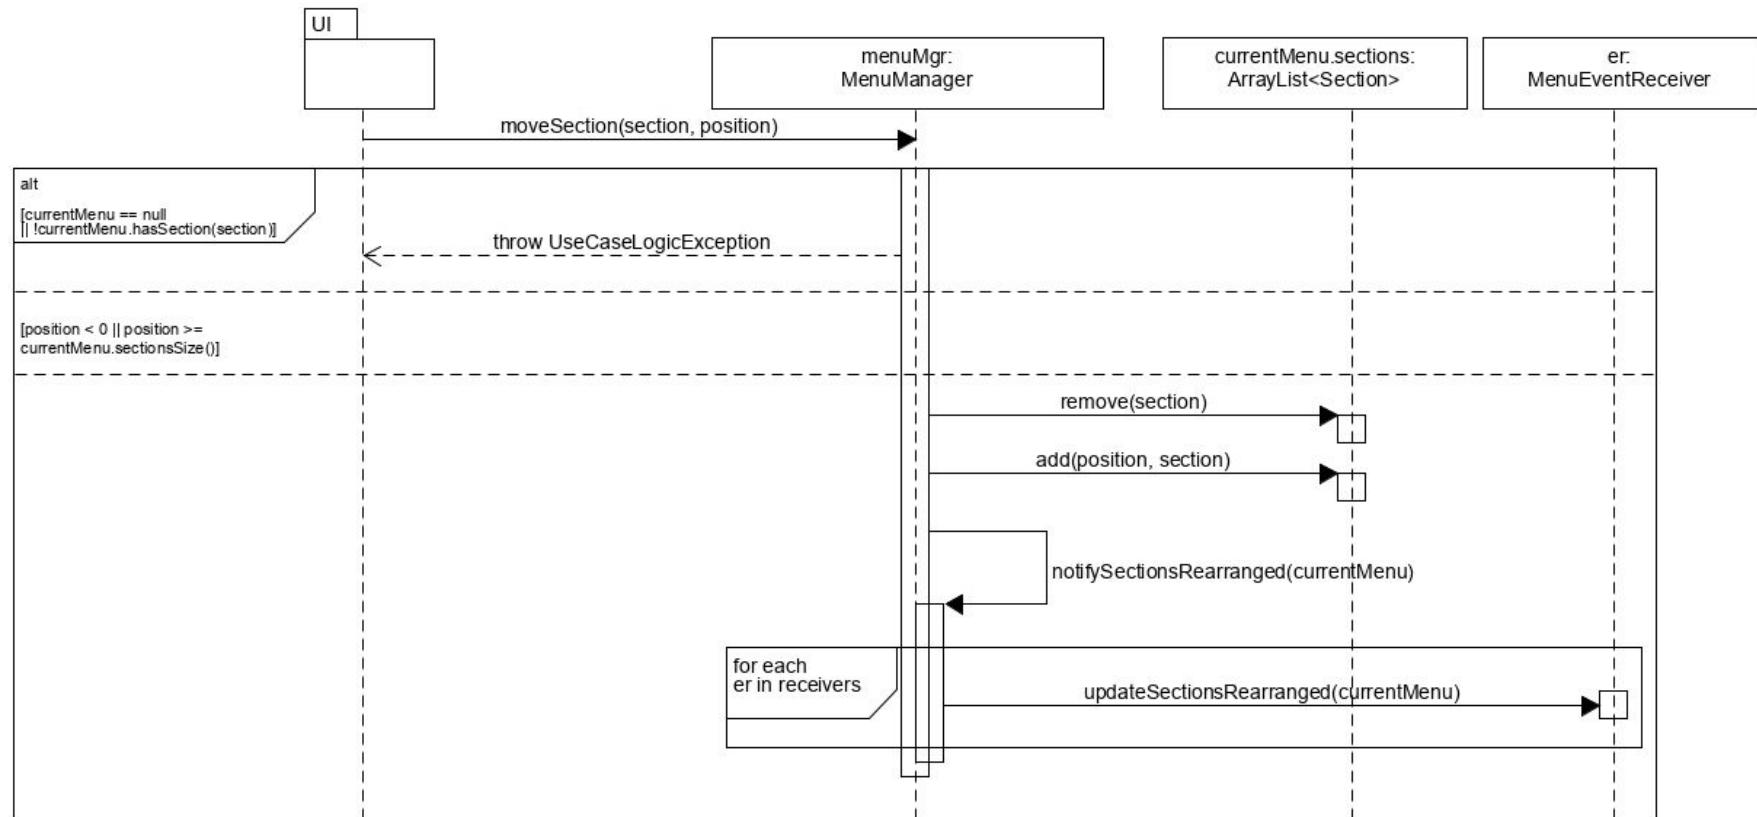 UI
menuMgr:
MenuManager
currentMenu.sections:
ArrayList<Section>
er:
MenuEventReceiver
moveSection(section, position)
alt
[currentMenu == null
|| !currentMenu.hasSection(section)]
throw UseCaseLogicException
[position < 0 || position >=
currentMenu.sectionsSize()]
remove(section)
add(position, section)
notifySectionsRearranged(currentMenu)
for each
er in receivers
updateSectionsRearranged(currentMenu)